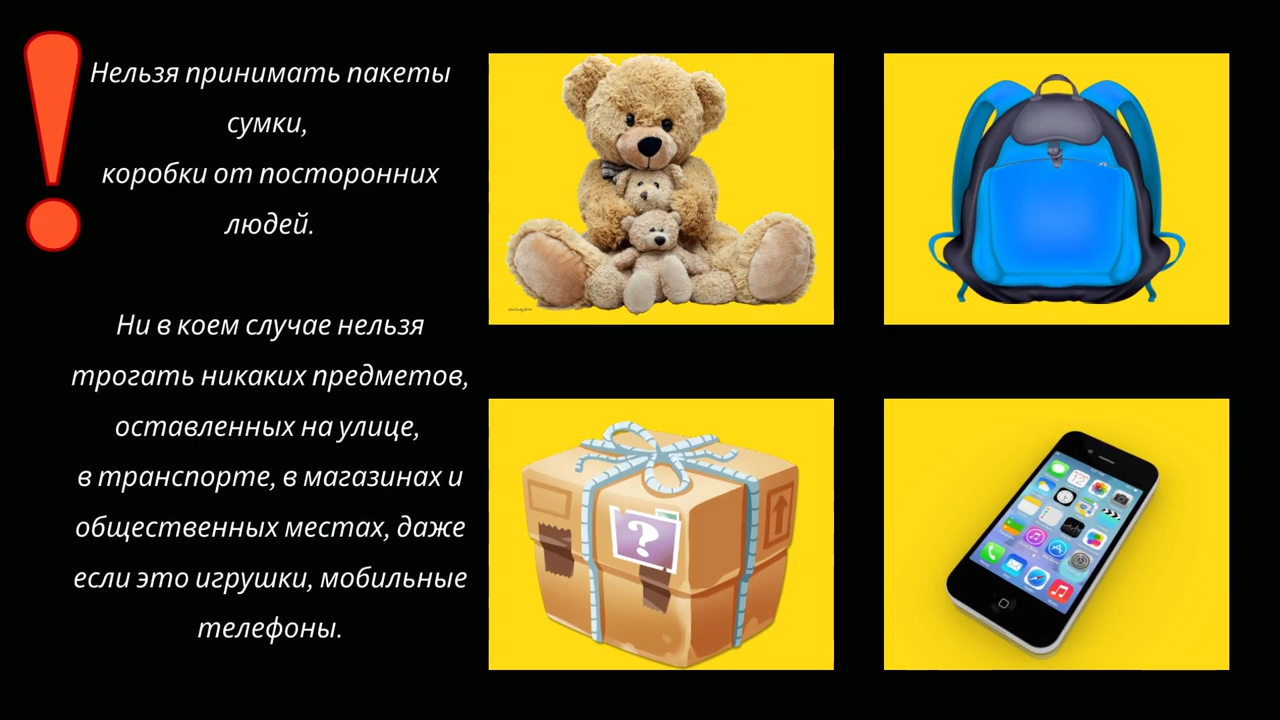 Нельзя принимать пакеты
сумки,
коробки от посторонних
людей.
Ни в коем случае нельзя
трогать никаких предметов,
оставленных на улице,
в транспорте, в магазинах и
общественных местах, даже
если это игрушки, мобильные
телефоны.
?